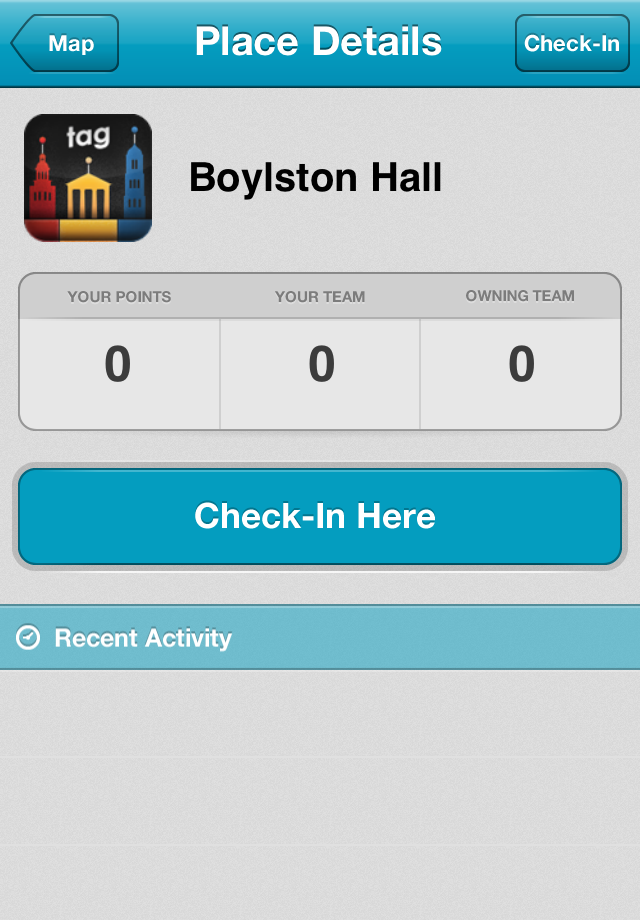 Map
Place Details
Check-In
tag
Boylston Hall
YOUR POINTS
YOUR TEAM
OWNING TEAM
0
0
0
Check-In Here
Recent Activity